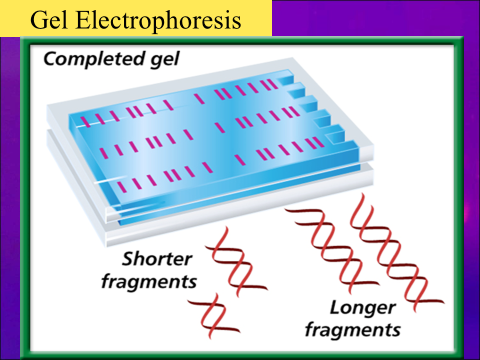 Gel Electrophoresis
Completed gel
Shorter
fragments
Longer
fragments